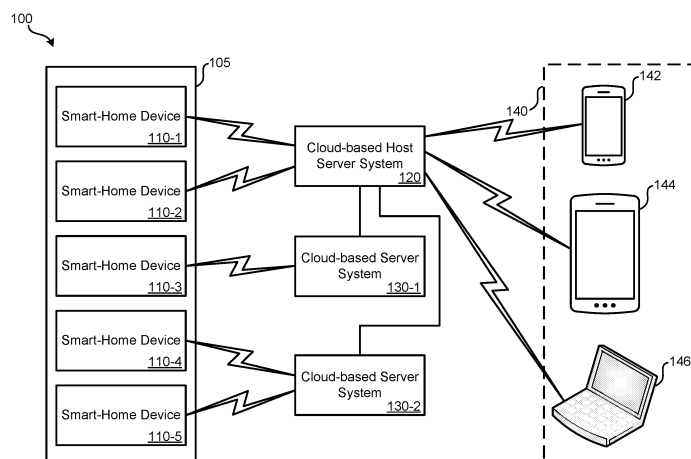 100
105
Smart-Home Device
110-1
Smart-Home Device
110-2
Smart-Home Device
110-3
Smart-Home Device
110-4
Smart-Home Device
110-5
Cloud-based Host
Server System
120
Cloud-based Server
System
130-1
Cloud-based Server
System
130-2
140
142
144
146